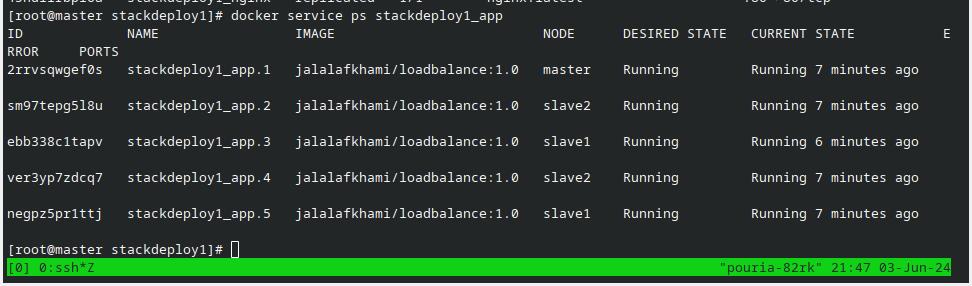 [root@master stackdeploy1]# docker service ps stackdeploy1_app
ID             NAME                 IMAGE                          NODE      DESIRED STATE   CURRENT STATE           E
RROR     PORTS
2rrvsqwgef0s   stackdeploy1_app.1   jalalafkhami/loadbalance:1.0   master    Running         Running 7 minutes ago
sm97tepg5l8u   stackdeploy1_app.2   jalalafkhami/loadbalance:1.0   slave2    Running         Running 7 minutes ago
ebb338c1tapv   stackdeploy1_app.3   jalalafkhami/loadbalance:1.0   slave1    Running         Running 6 minutes ago
ver3yp7zdcq7   stackdeploy1_app.4   jalalafkhami/loadbalance:1.0   slave2    Running         Running 7 minutes ago
negpz5pr1ttj   stackdeploy1_app.5   jalalafkhami/loadbalance:1.0   slave1    Running         Running 7 minutes ago
[root@master stackdeploy1]#
[0] 0:ssh*Z "pouria-82rk" 21:47 03-Jun-24